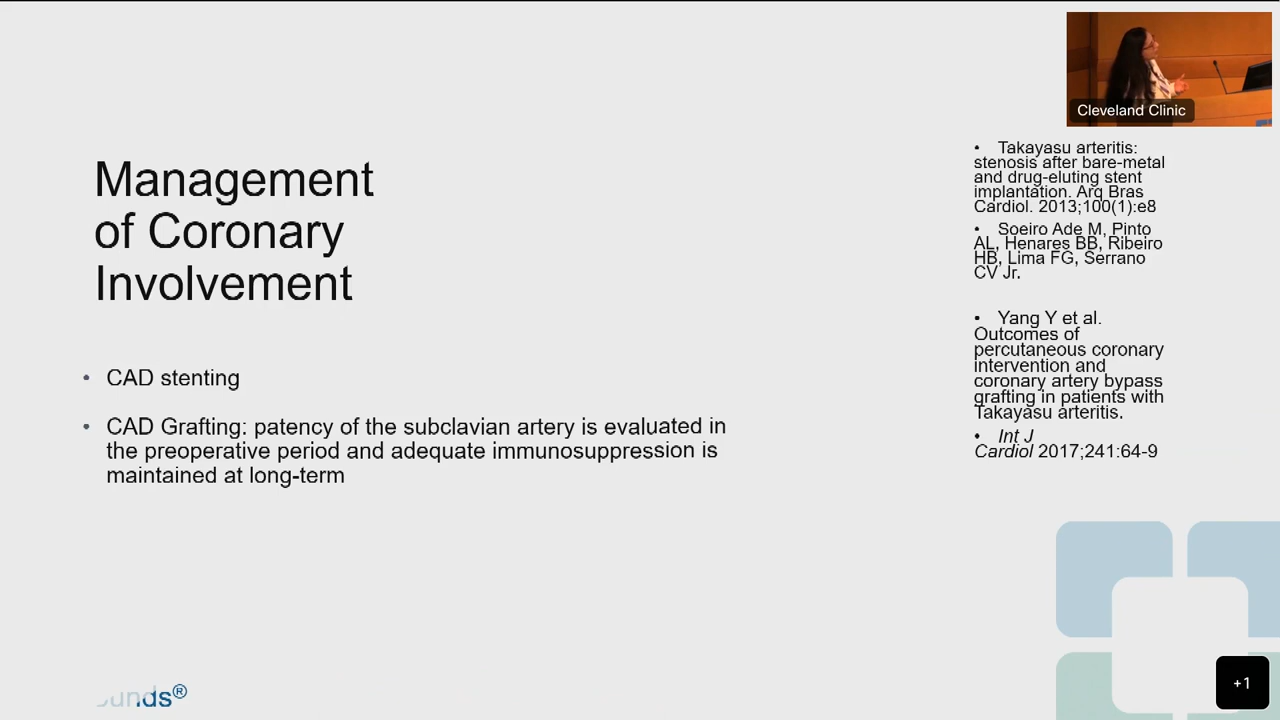 Cleveland Clinic
Management
of Coronary
Involvement
• CAD stenting
• CAD Grafting: patency of the subclavian artery is evaluated in
the preoperative period and adequate immunosuppression is
maintained at long-term
• Takayasu arteritis:
stenosis after bare-metal
and drug-eluting stent
implantation. Arq Bras
Cardiol. 2013;100(1):e8
• Soeiro Ade M, Pinto
AL, Henares BB, Ribeiro
HB, Lima FG, Serrano
CV Jr.
• Yang Y et al.
Outcomes of
percutaneous coronary
intervention and
coronary artery bypass
grafting in patients with
Takayasu arteritis.
• Int J
Cardiol 2017;241:64-9
+1